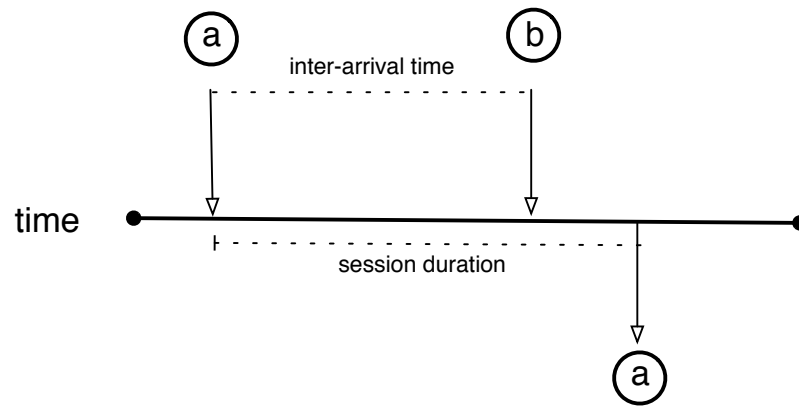 a
b
inter-arrival time
time
session duration
a